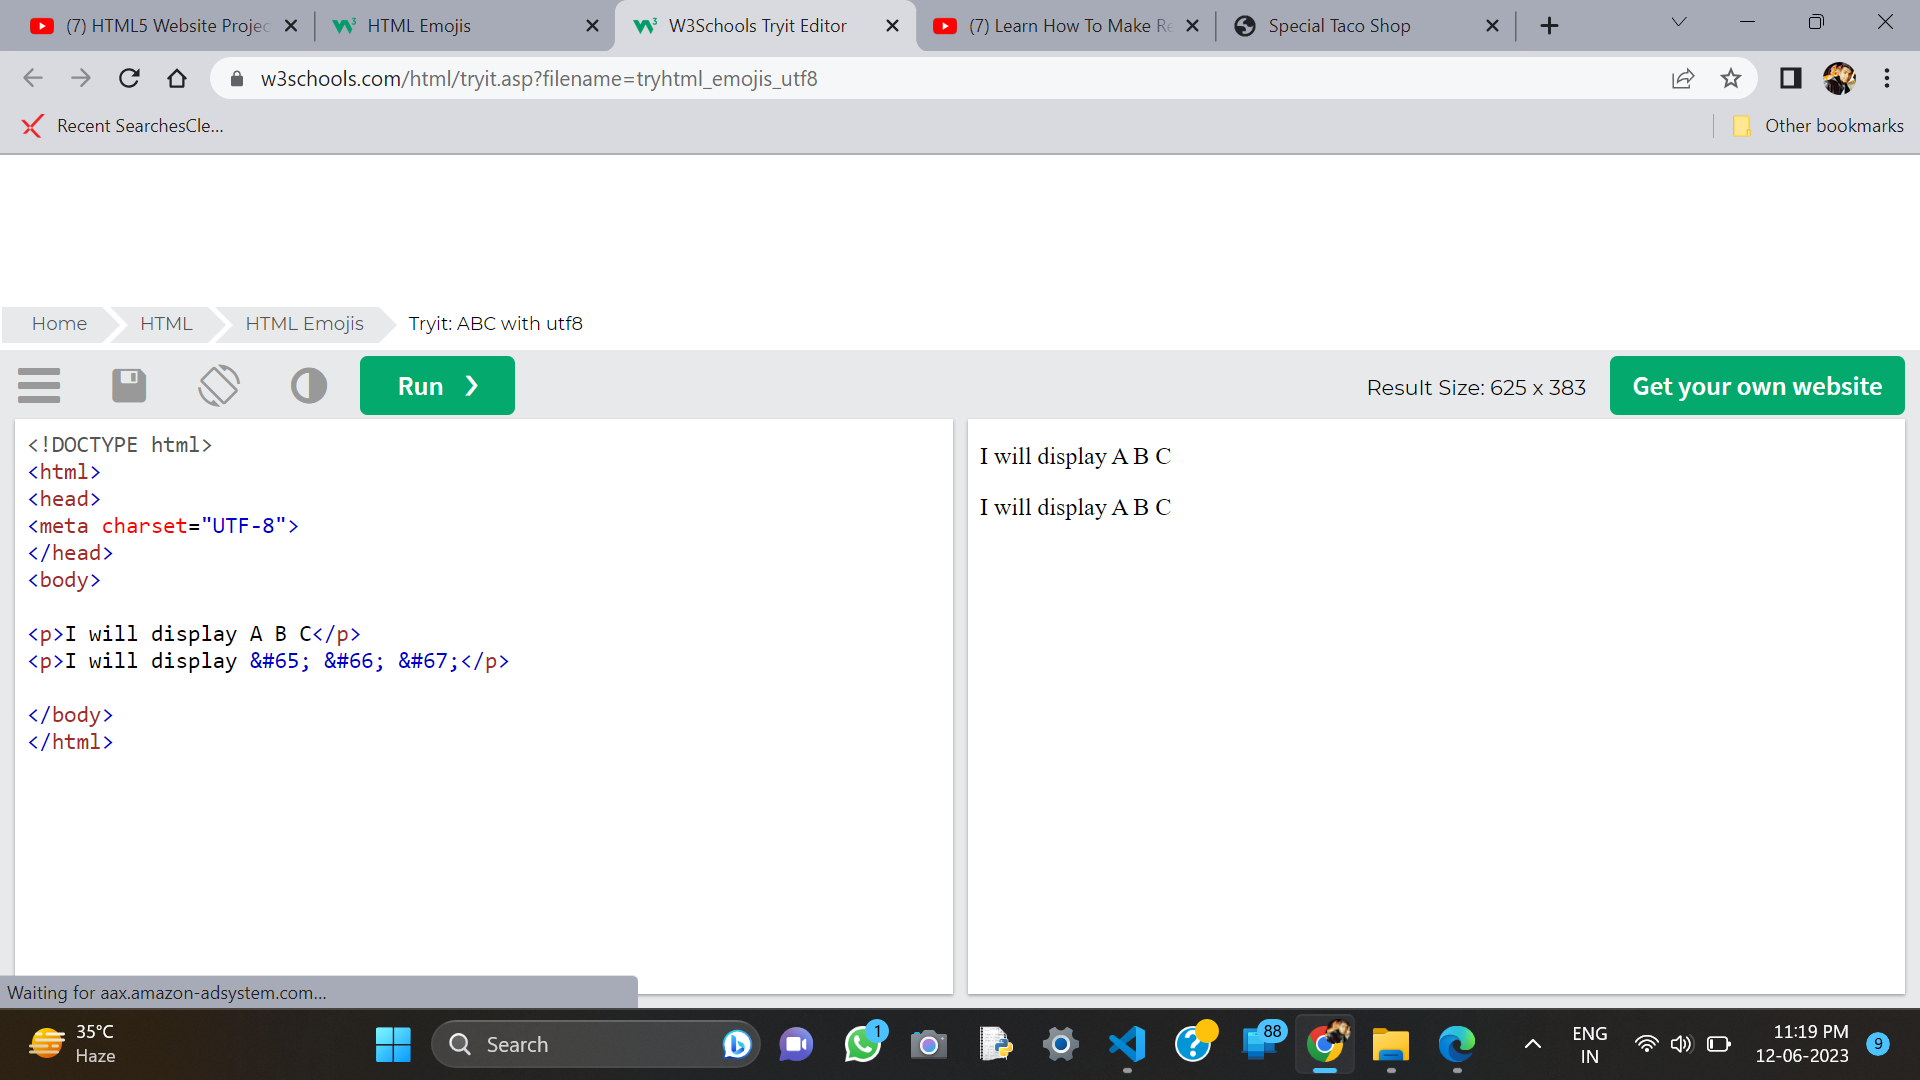 (7) HTML5 Website Projec
HTML Emojis
W3Schools Tryit Editor
(7) Learn How To Make Re
Special Taco Shop
w3schools.com/html/tryit.asp?filename=tryhtml_emojis_utf8
Recent SearchesCle...
Other bookmarks
Home
HTML
HTML Emojis
Tryit: ABC with utf8
Run ❯
Result Size: 625 x 383
Get your own website
<!DOCTYPE html>
<html>
<head>
<meta charset="UTF-8">
</head>
<body>
<p>I will display A B C</p>
<p>I will display &#65; &#66; &#67;</p>
</body>
</html>
I will display A B C
I will display A B C
Waiting for aax.amazon-adsystem.com...
35°C
Haze
Search
1
88
ENG
IN
11:19 PM
12-06-2023
9